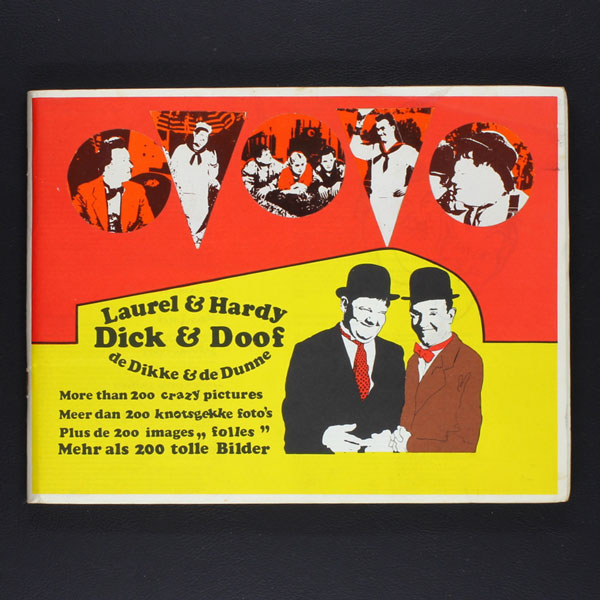 Laurel & Hardy
Dick & Doof
de Dikke & de Dunne
More than 200 crazy pictures
Meer dan 200 knotsgekke foto's
Plus de 200 images „ folles ”
Mehr als 200 tolle Bilder